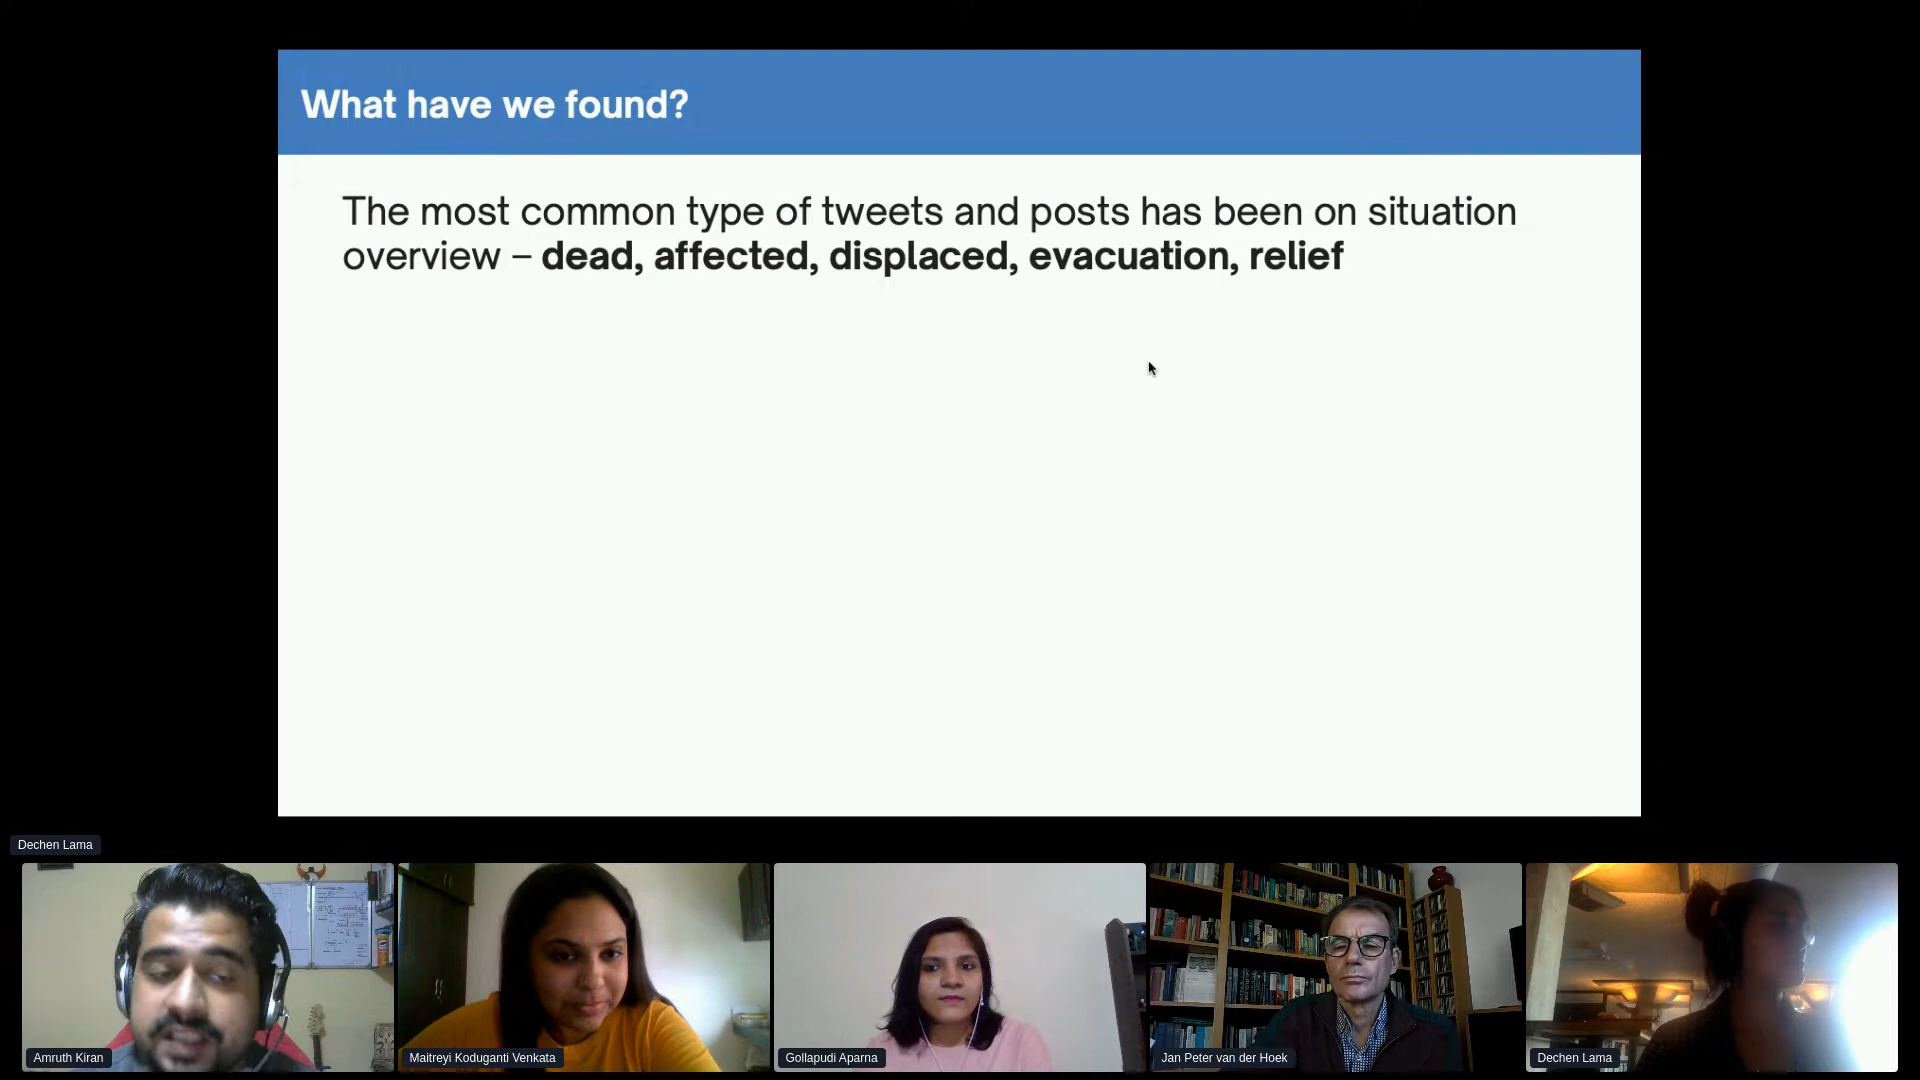 What have we found?
The most common type of tweets and posts has been on situation
overview – dead, affected, displaced, evacuation, relief
Dechen Lama
Amruth Kiran
Maitreyi Koduganti Venkata
Gollapudi Aparna
Jan Peter van der Hoek
Dechen Lama